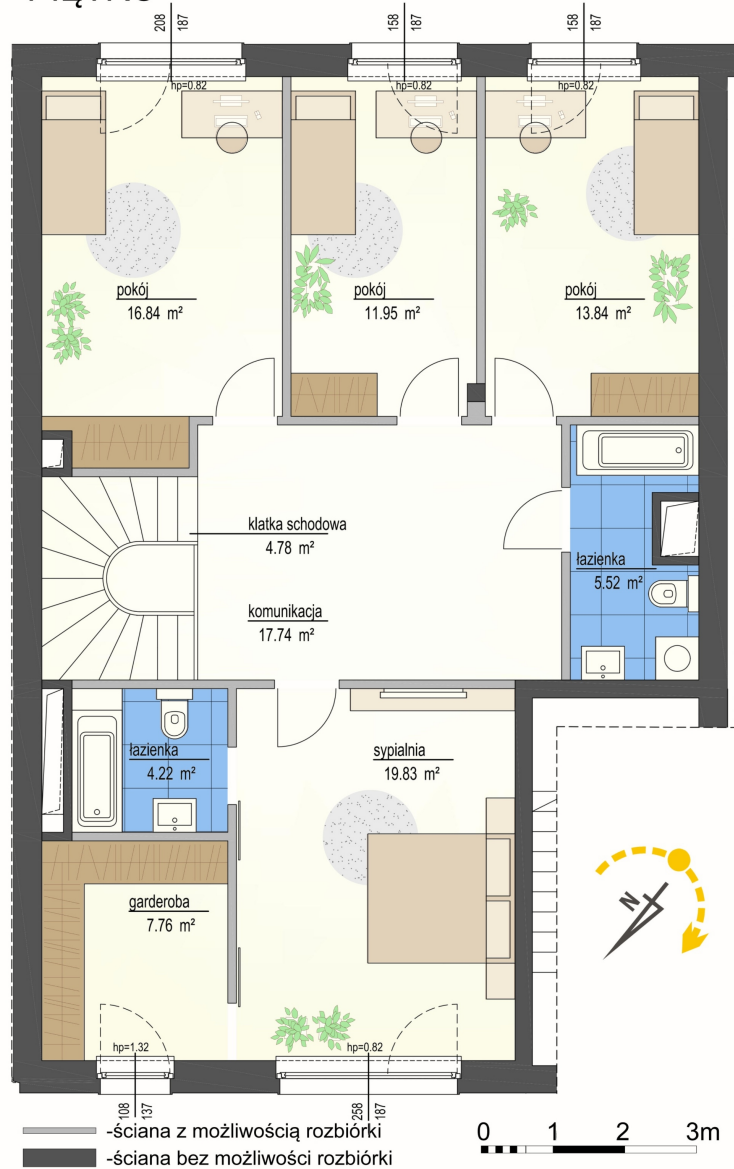 208 187
158 187
158 187
hp=0.82
hp=0.82
hp=0.82
pokój
16.84 m²
pokój
11.95 m²
pokój
13.84 m²
klatka schodowa
4.78 m²
komunikacja
17.74 m²
łazienka
5.52 m²
łazienka
4.22 m²
sypialnia
19.83 m²
garderoba
7.76 m²
N
hp=1.32
hp=0.82
108 137
258 187
-ściana z możliwością rozbiórki
-ściana bez możliwości rozbiórki
0 1 2 3m